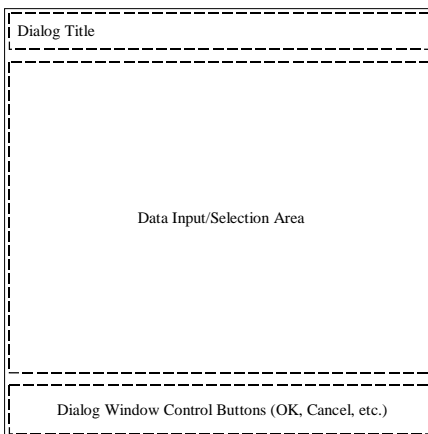 Dialog Title
Data Input/Selection Area
Dialog Window Control Buttons (OK, Cancel, etc.)